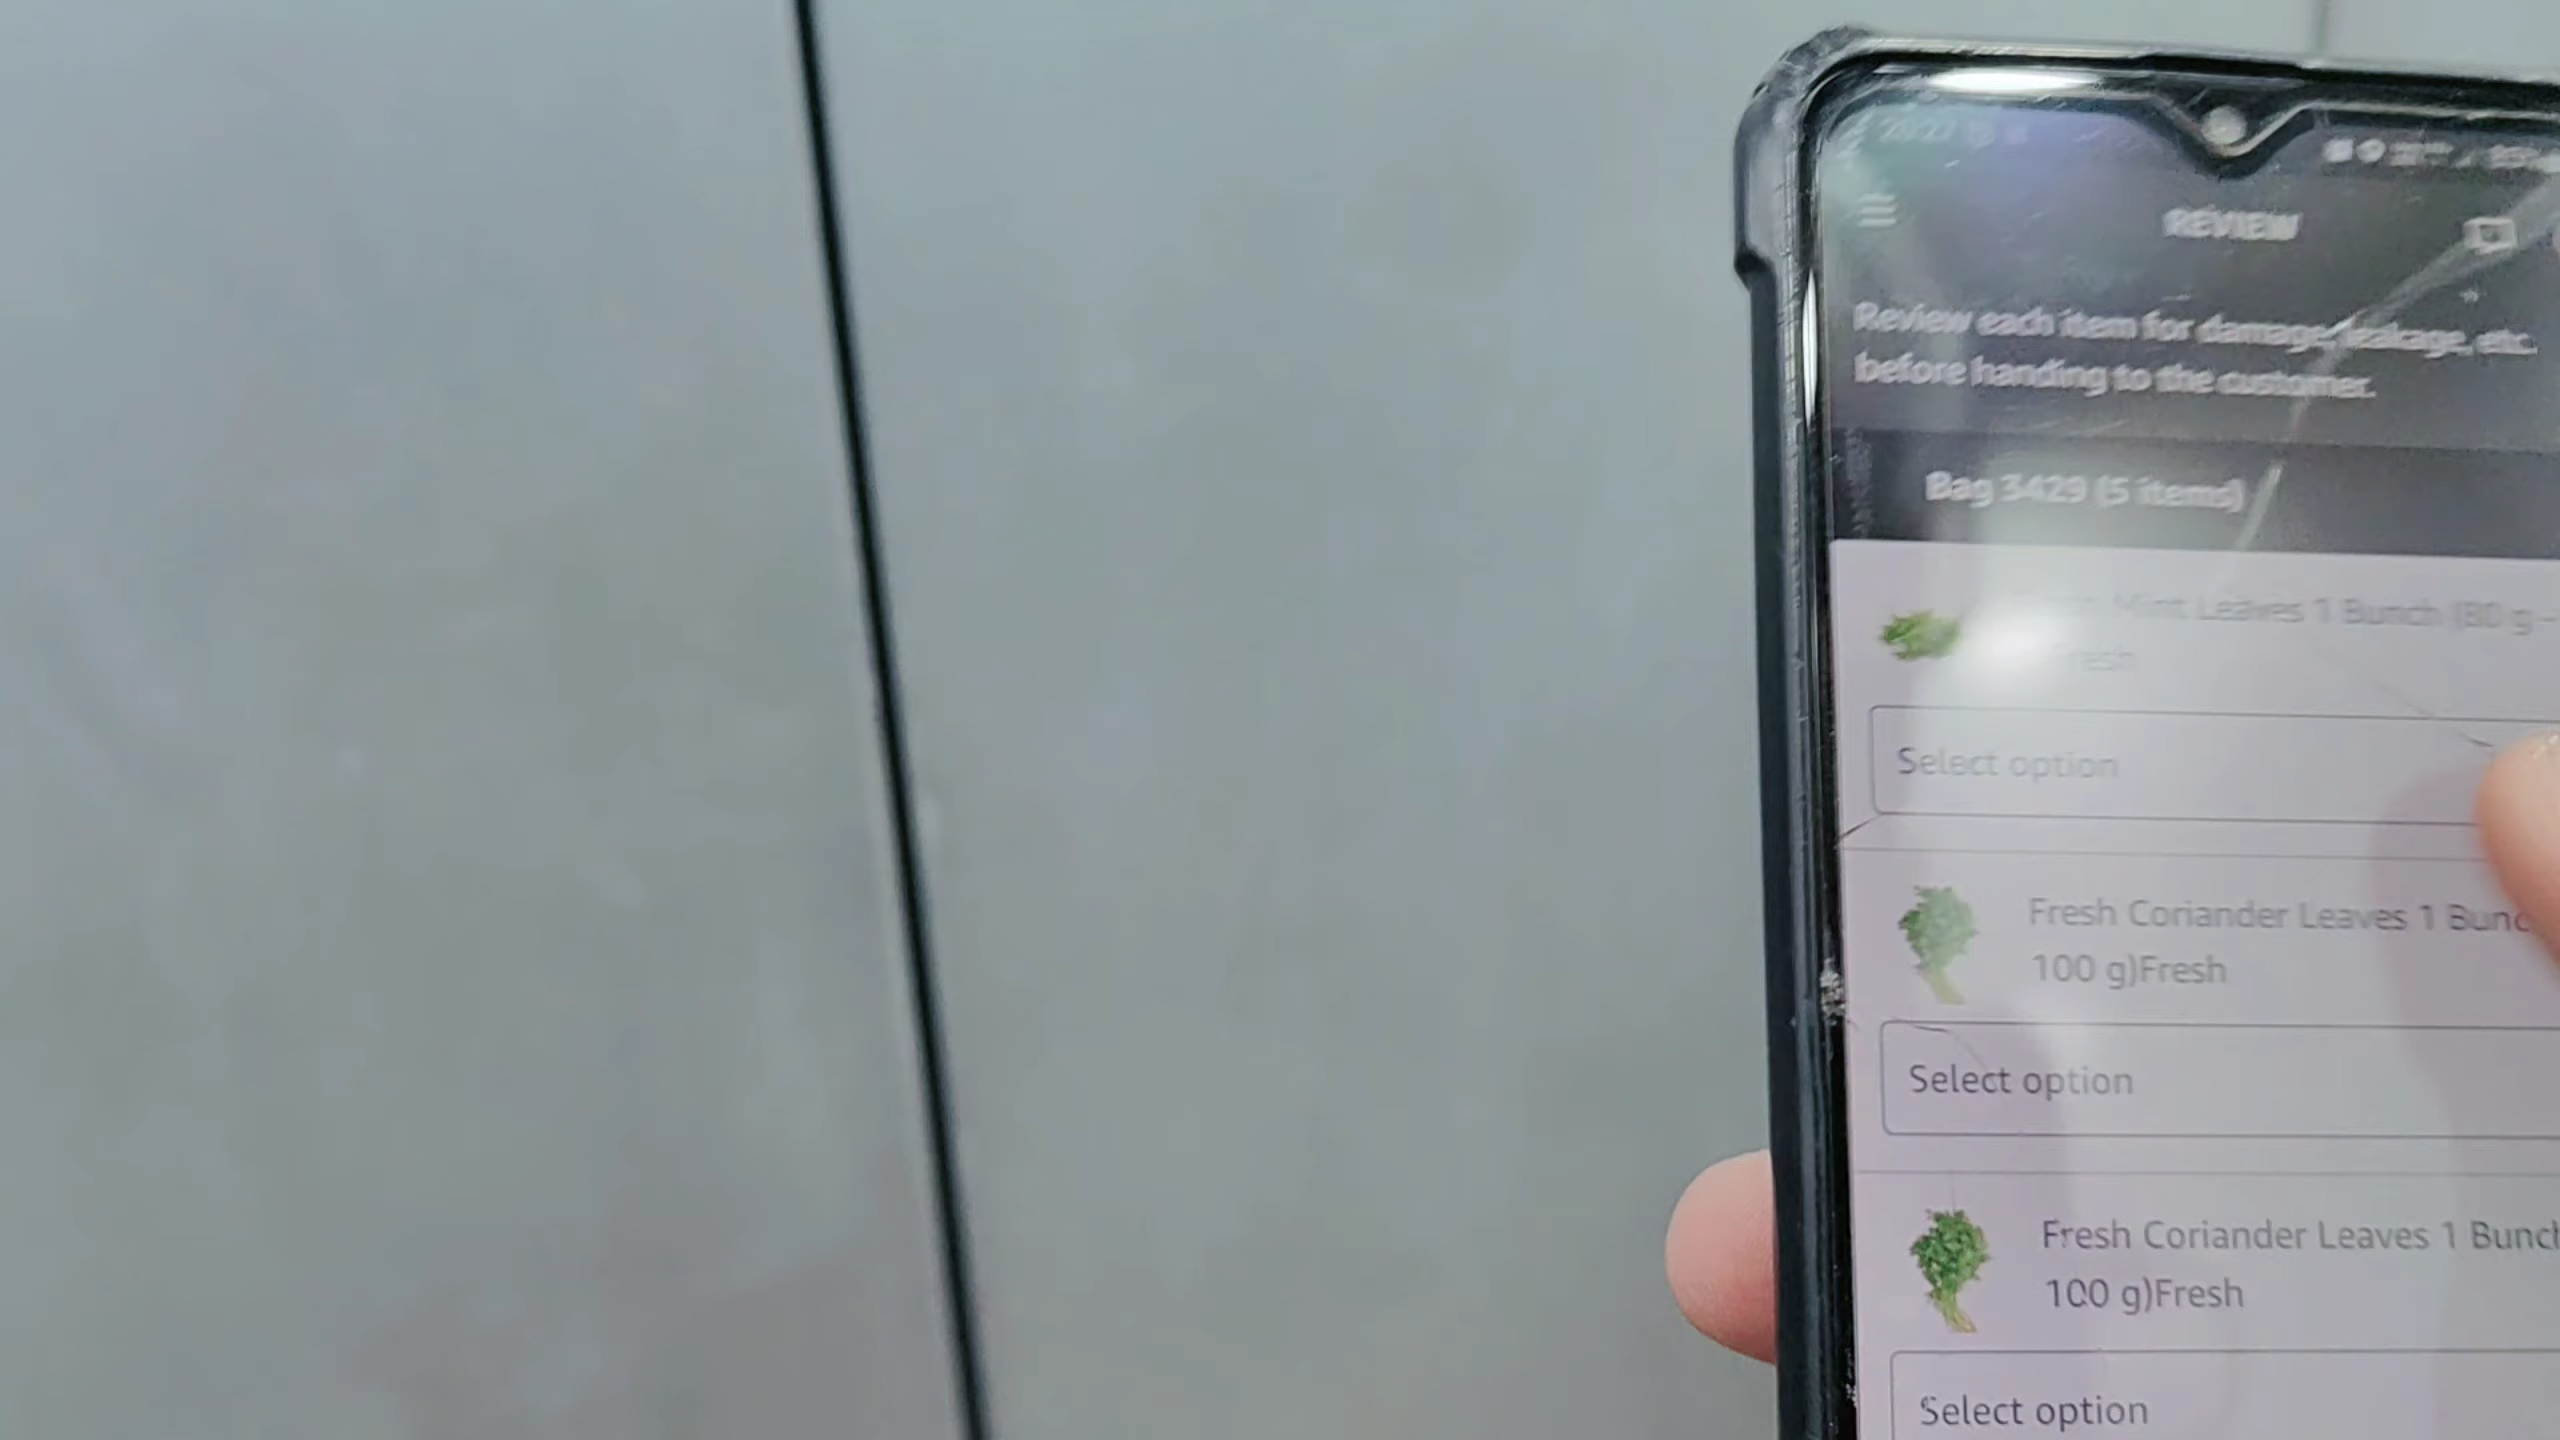 REVIEW
Review each item for damage, leakage, etc.
before handing to the customer.
Bag 3429 (5 items)
Mint Leaves 1 Bunch (80 g -
Select option
Fresh Coriander Leaves 1 Bunc
100 g)Fresh
Select option
Fresh Coriander Leaves 1 Bunch
100 g)Fresh
Select option